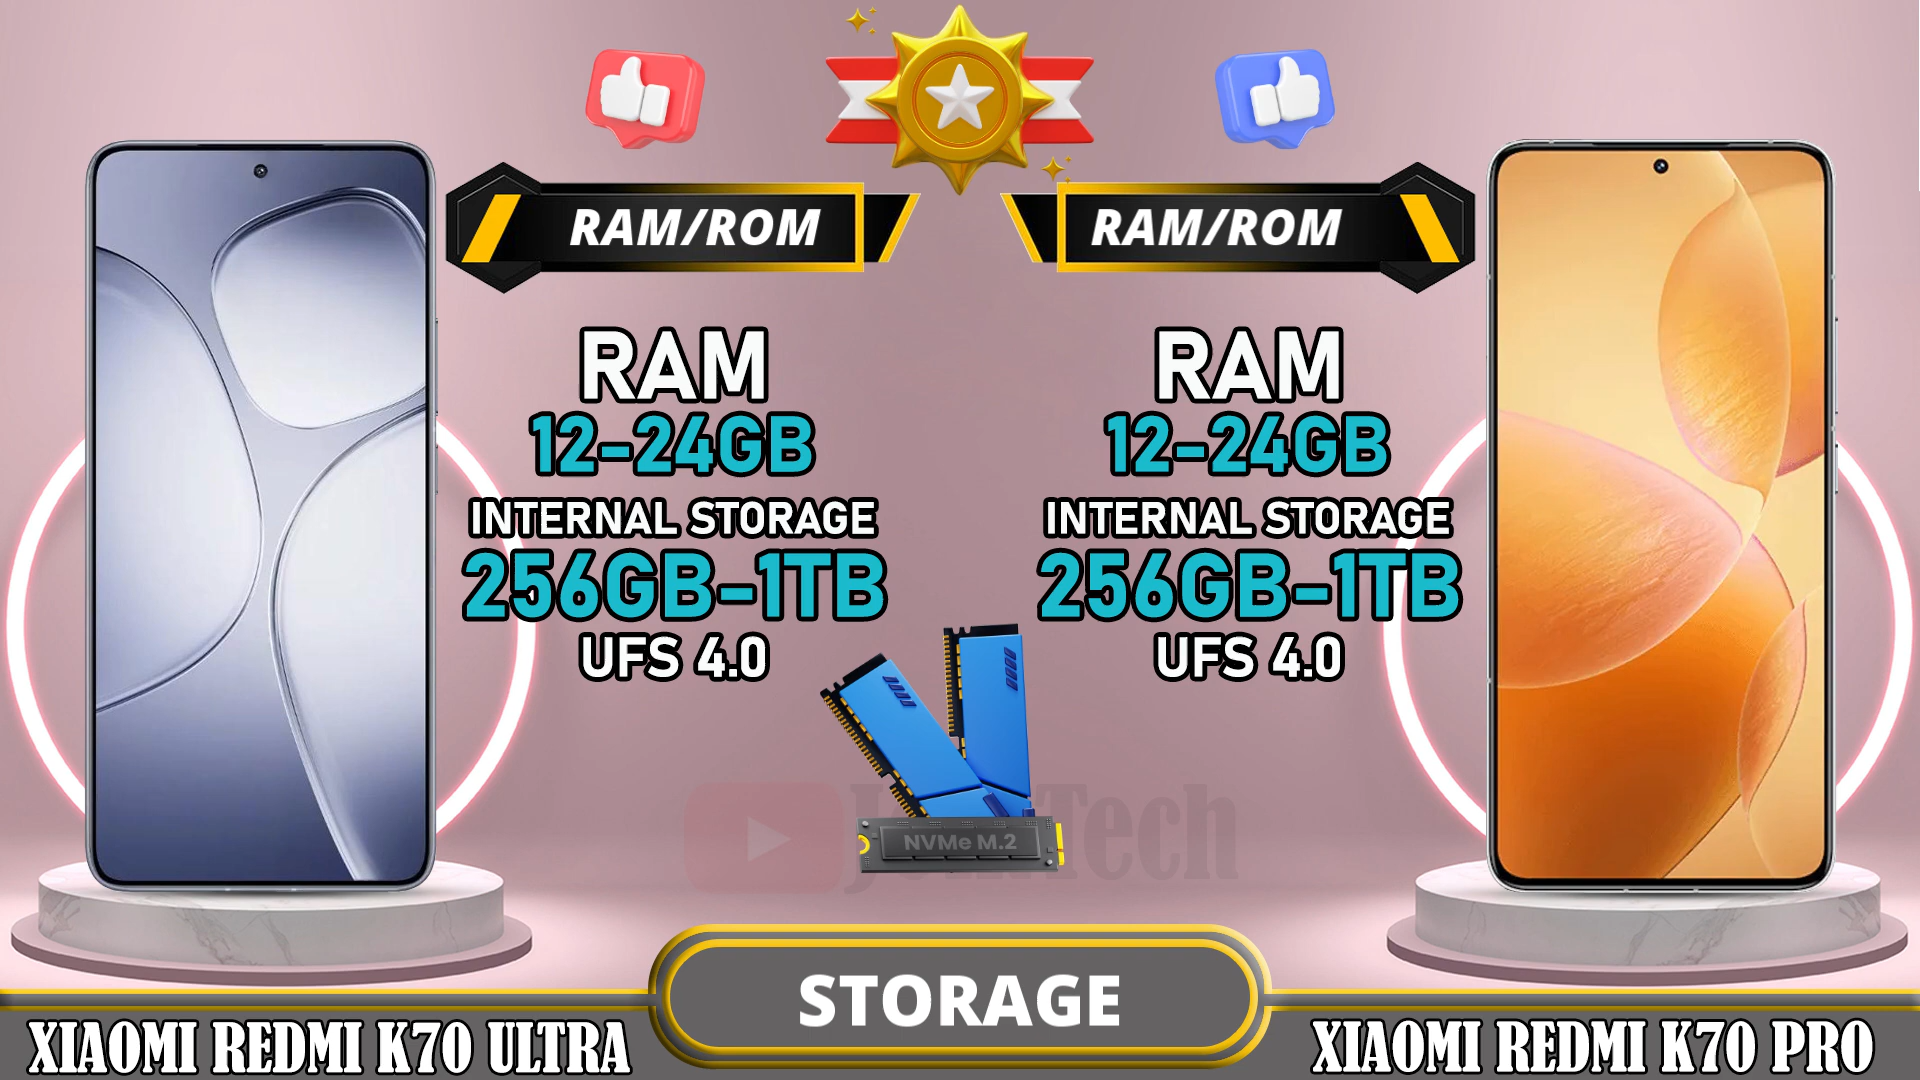 RAM/ROM
RAM
12-24GB
INTERNAL STORAGE
256GB-1TB
UFS 4.0
RAM/ROM
RAM
12-24GB
INTERNAL STORAGE
256GB-1TB
UFS 4.0
NVMe M.2
Tech
STORAGE
XIAOMI REDMI K70 ULTRA
XIAOMI REDMI K70 PRO